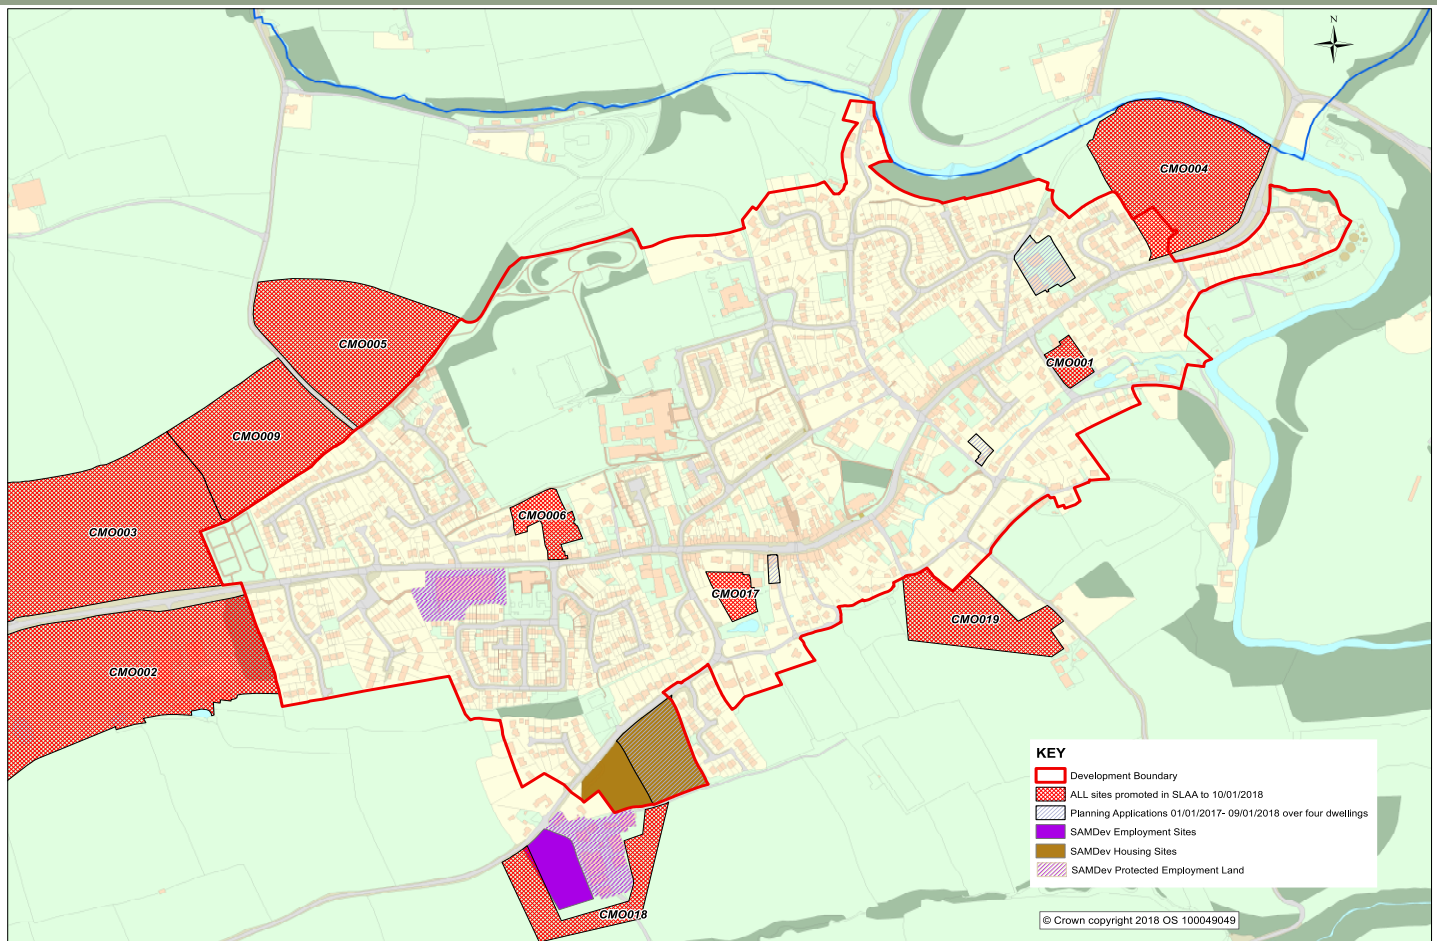 N
CMO004
CMO005
CMO001
CMO009
CMO006
CMO003
CMO017
CMO019
CMO002
CMO018
KEY
Development Boundary
ALL sites promoted in SLAA to 10/01/2018
Planning Applications 01/01/2017- 09/01/2018 over four dwellings
SAMDev Employment Sites
SAMDev Housing Sites
SAMDev Protected Employment Land
© Crown copyright 2018 OS 100049049